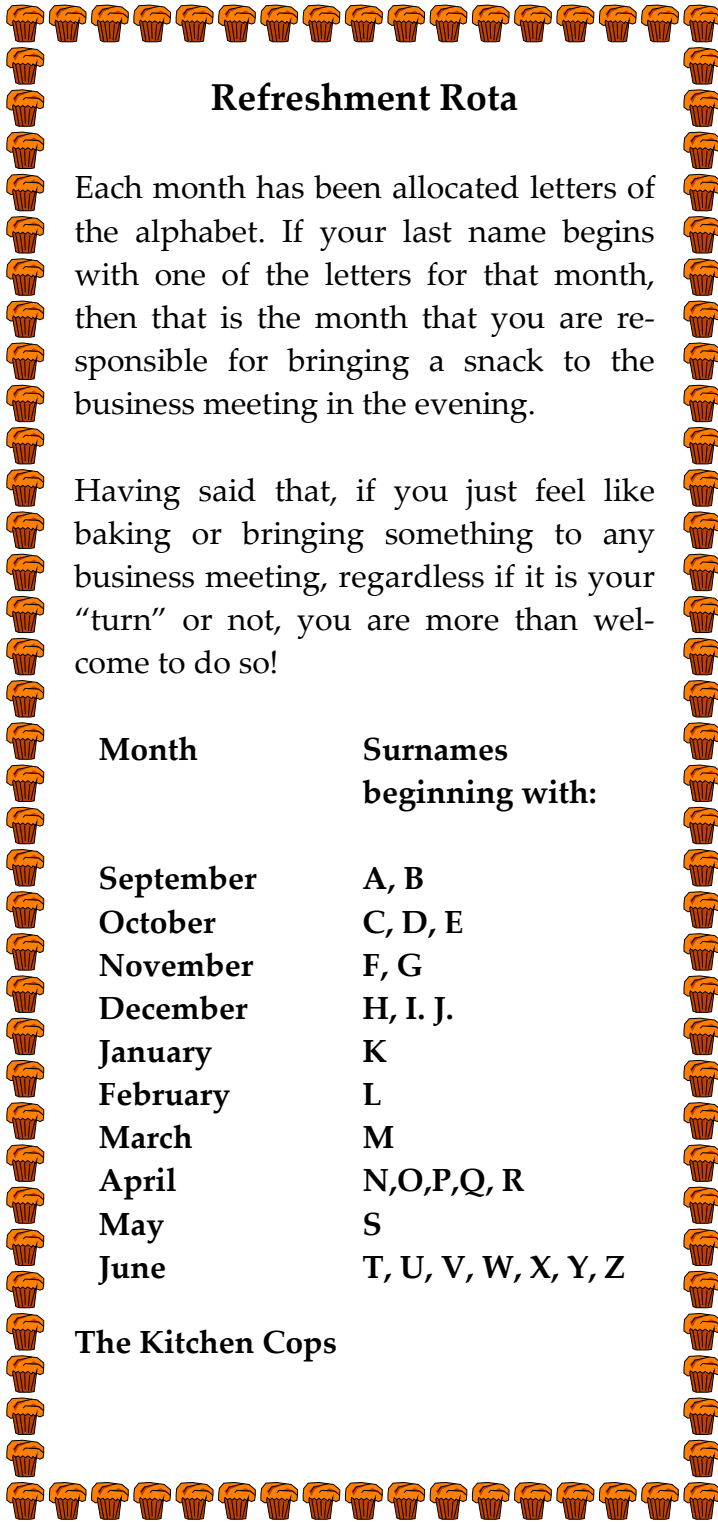 Refreshment Rota
Each month has been allocated letters of
the alphabet. If your last name begins
with one of the letters for that month,
then that is the month that you are re-
sponsible for bringing a snack to the
business meeting in the evening.
Having said that, if you just feel like
baking or bringing something to any
business meeting, regardless if it is your
“turn” or not, you are more than wel-
come to do so!
Month Surnames
beginning with:
September A, B
October C, D, E
November F, G
December H, I. J.
January K
February L
March M
April N,O,P,Q, R
May S
June T, U, V, W, X, Y, Z
The Kitchen Cops